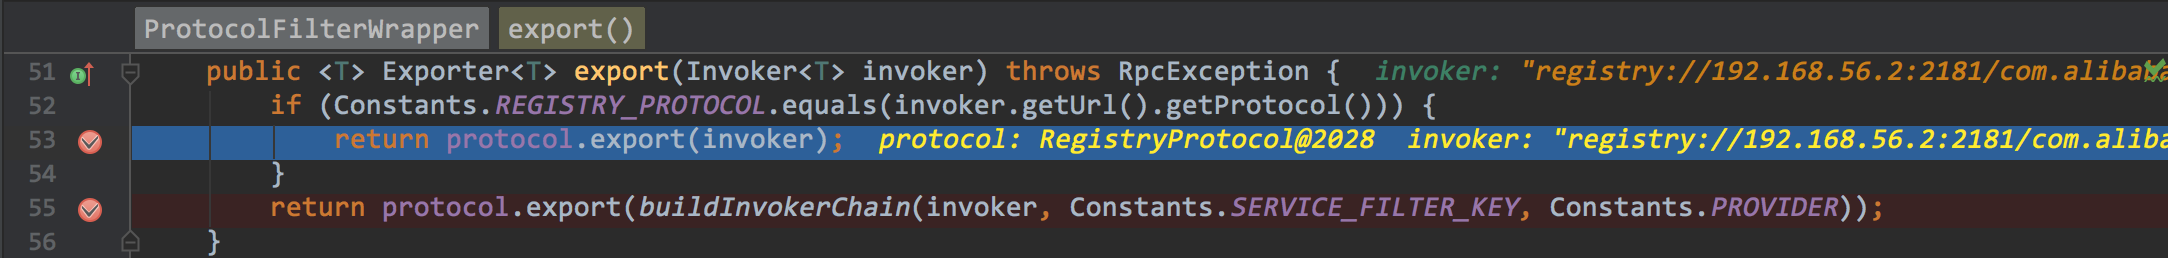 ProtocolFilterWrapper export()
51 public <T> Exporter<T> export(Invoker<T> invoker) throws RpcException { invoker: "registry://192.168.56.2:2181/com.alibaba
52 if (Constants.REGISTRY_PROTOCOL.equals(invoker.getUrl().getProtocol())) {
53 return protocol.export(invoker); protocol: RegistryProtocol@2028 invoker: "registry://192.168.56.2:2181/com.aliba
54 }
55 return protocol.export(buildInvokerChain(invoker, Constants.SERVICE_FILTER_KEY, Constants.PROVIDER));
56 }